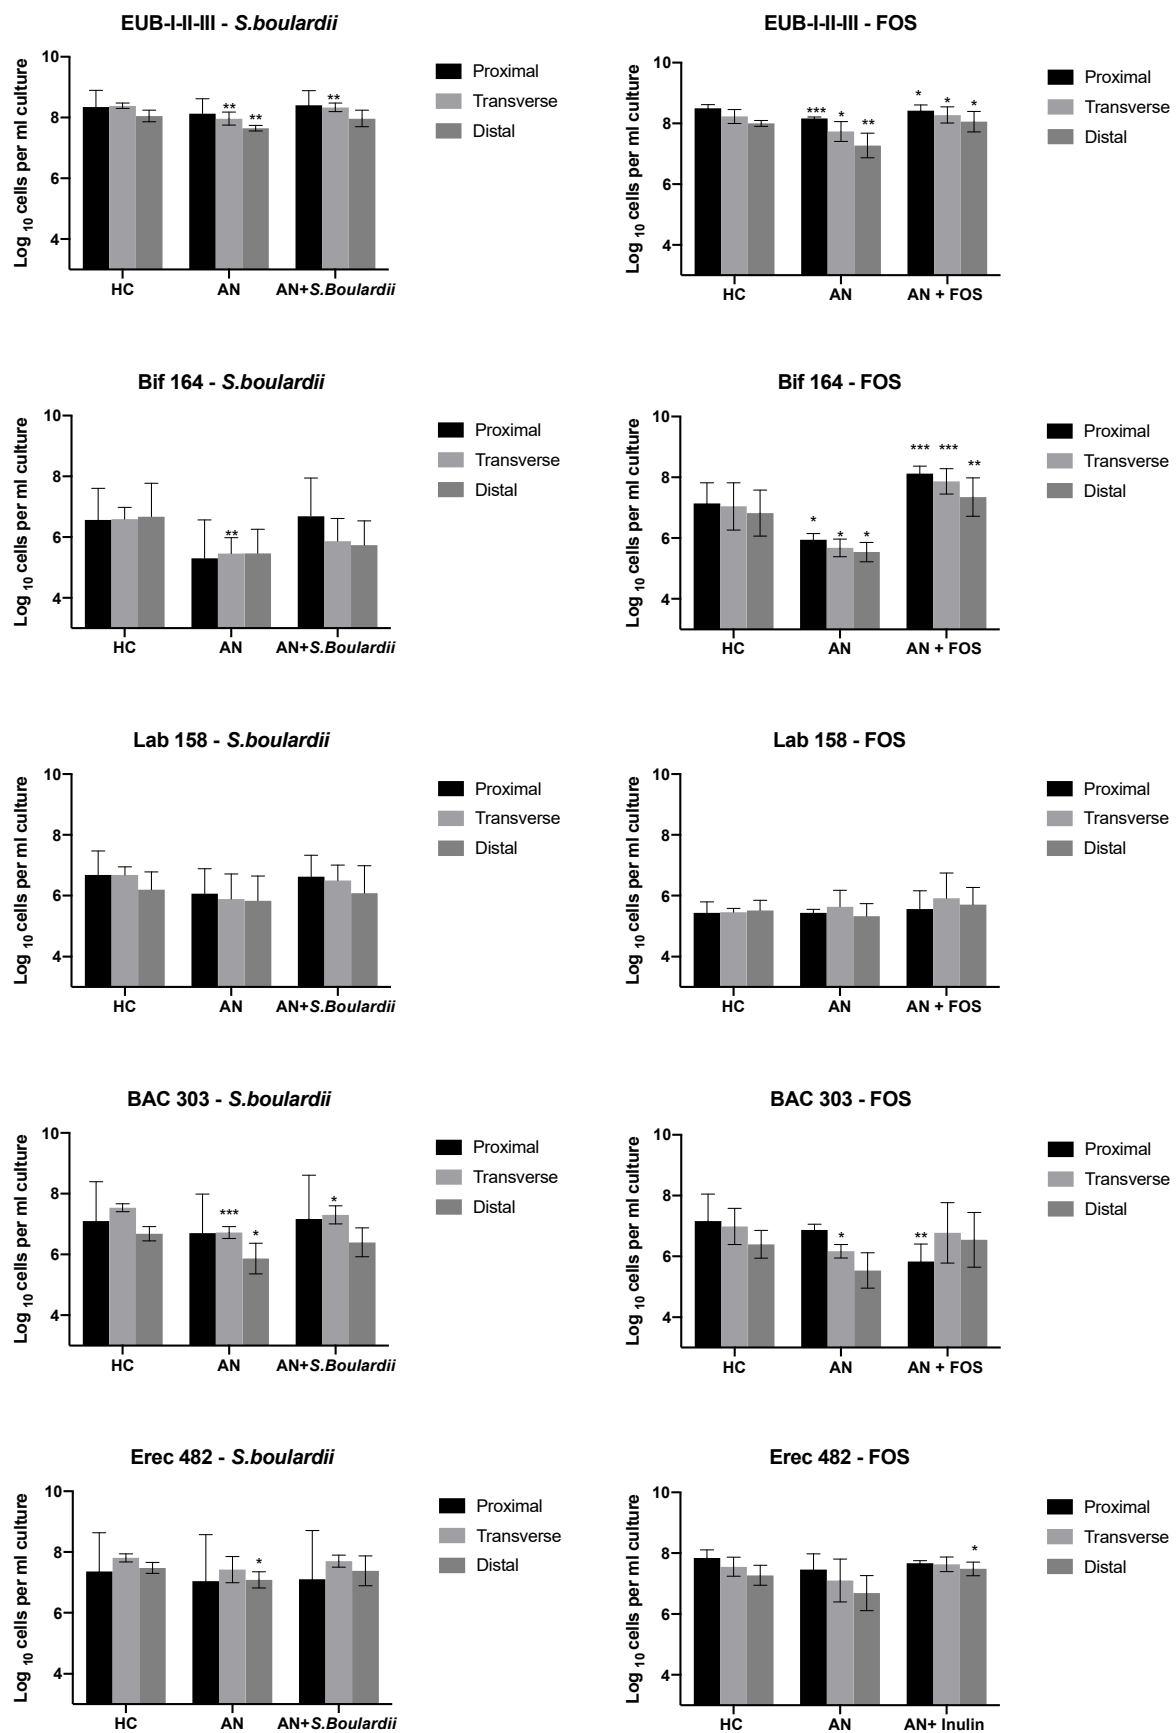 EUB-I-II-III - S.boulardii
Log 10 cells per ml culture
10
8
6
4
** ** **
HC AN AN+S.Boulardii
Proximal
Transverse
Distal
EUB-I-II-III - FOS
Log 10 cells per ml culture
10
8
6
4
*** * ** * * *
HC AN AN + FOS
Proximal
Transverse
Distal
Bif 164 - S.boulardii
Log 10 cells per ml culture
10
8
6
4
**
HC AN AN+S.Boulardii
Proximal
Transverse
Distal
Bif 164 - FOS
Log 10 cells per ml culture
10
8
6
4
* * * *** *** **
HC AN AN + FOS
Proximal
Transverse
Distal
Lab 158 - S.boulardii
Log 10 cells per ml culture
10
8
6
4
HC AN AN+S.Boulardii
Proximal
Transverse
Distal
Lab 158 - FOS
Log 10 cells per ml culture
10
8
6
4
HC AN AN + FOS
Proximal
Transverse
Distal
BAC 303 - S.boulardii
Log 10 cells per ml culture
10
8
6
4
*** * *
HC AN AN+S.Boulardii
Proximal
Transverse
Distal
BAC 303 - FOS
Log 10 cells per ml culture
10
8
6
4
* **
HC AN AN + FOS
Proximal
Transverse
Distal
Erec 482 - S.boulardii
Log 10 cells per ml culture
10
8
6
4
*
HC AN AN+S.Boulardii
Proximal
Transverse
Distal
Erec 482 - FOS
Log 10 cells per ml culture
10
8
6
4
*
HC AN AN+ Inulin
Proximal
Transverse
Distal